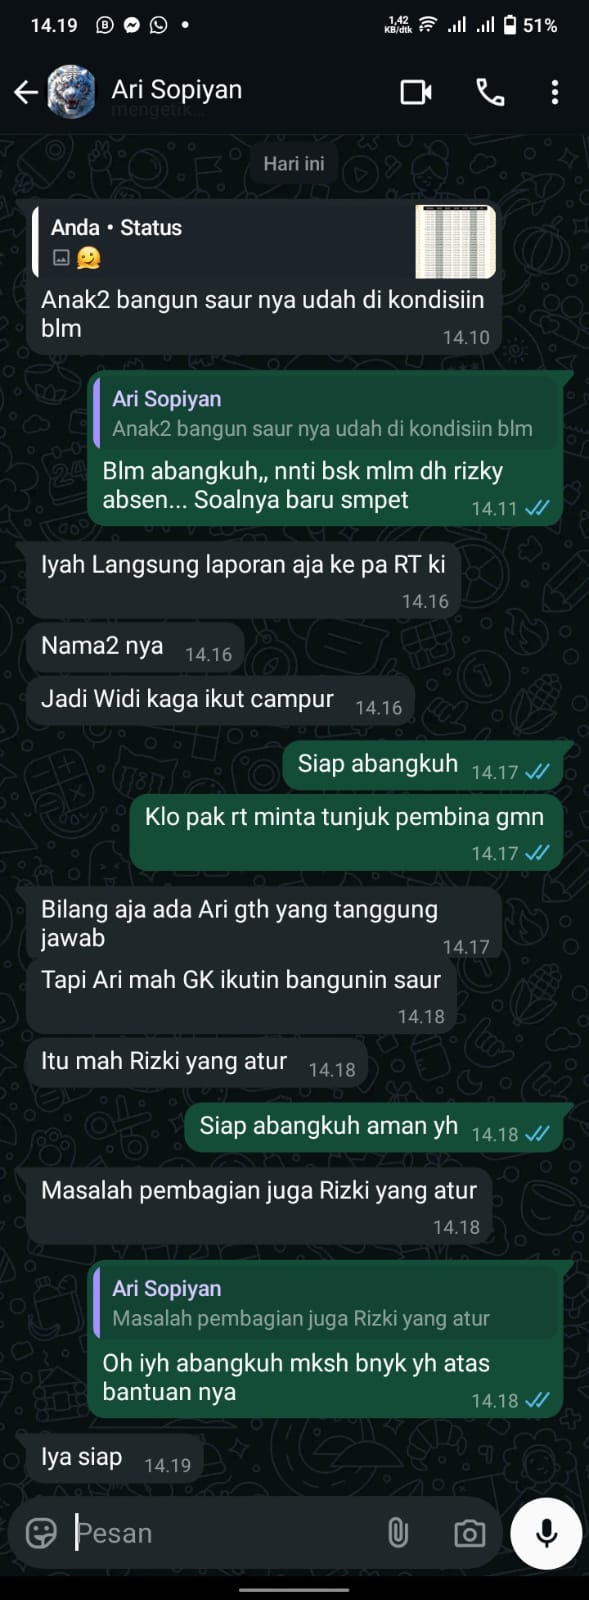 14.19
1,42
KB/dtk
51%
Ari Sopiyan
mengetik...
Hari ini
Anda • Status
🫠
Anak2 bangun saur nya udah di kondisiin
blm
14.10
Ari Sopiyan
Anak2 bangun saur nya udah di kondisiin blm
Blm abangkuh,, nnti bsk mlm dh rizky
absen... Soalnya baru smpet
14.11
Iyah Langsung laporan aja ke pa RT ki
14.16
Nama2 nya 14.16
Jadi Widi kaga ikut campur 14.16
Siap abangkuh 14.17
Klo pak rt minta tunjuk pembina gmn
14.17
Bilang aja ada Ari gth yang tanggung
jawab
14.17
Tapi Ari mah GK ikutin bangunin saur
14.18
Itu mah Rizki yang atur 14.18
Siap abangkuh aman yh 14.18
Masalah pembagian juga Rizki yang atur
14.18
Ari Sopiyan
Masalah pembagian juga Rizki yang atur
Oh iyh abangkuh mksh bnyk yh atas
bantuan nya
14.18
Iya siap 14.19
Pesan